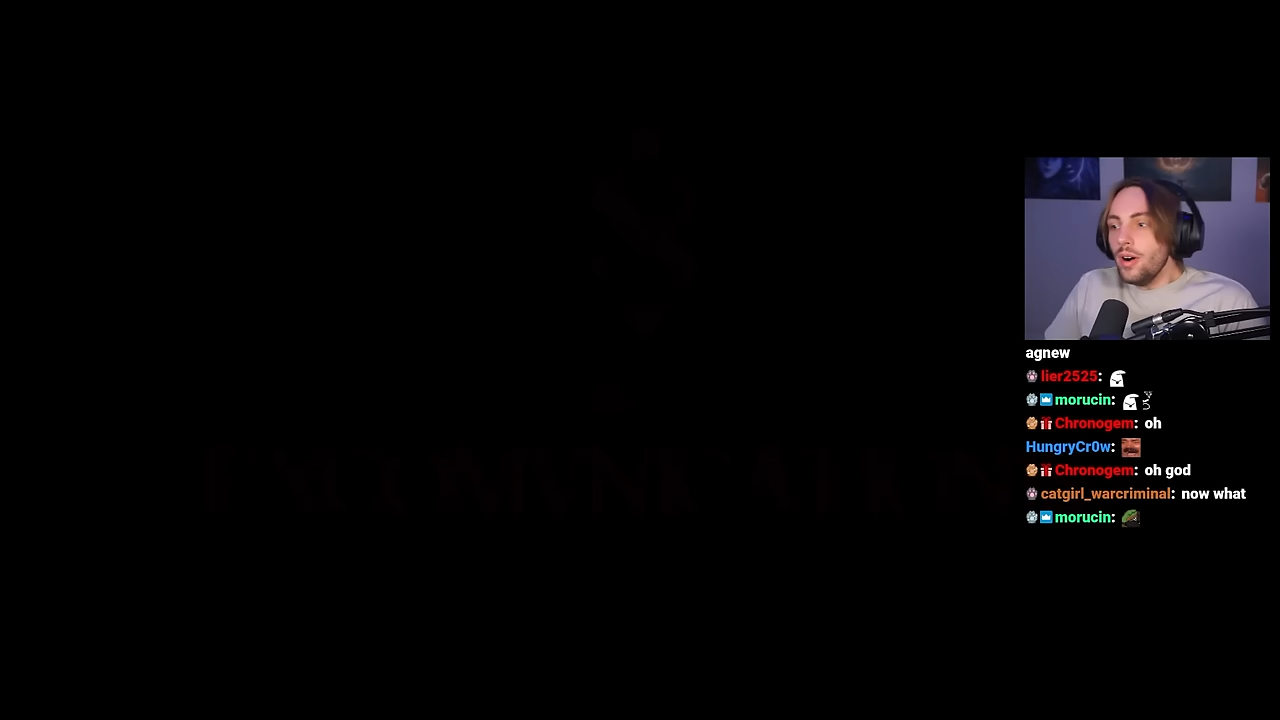 agnew
lier2525:
morucin:
Chronogem: oh
HungryCr0w:
Chronogem: oh god
catgirl_warcriminal: now what
morucin: